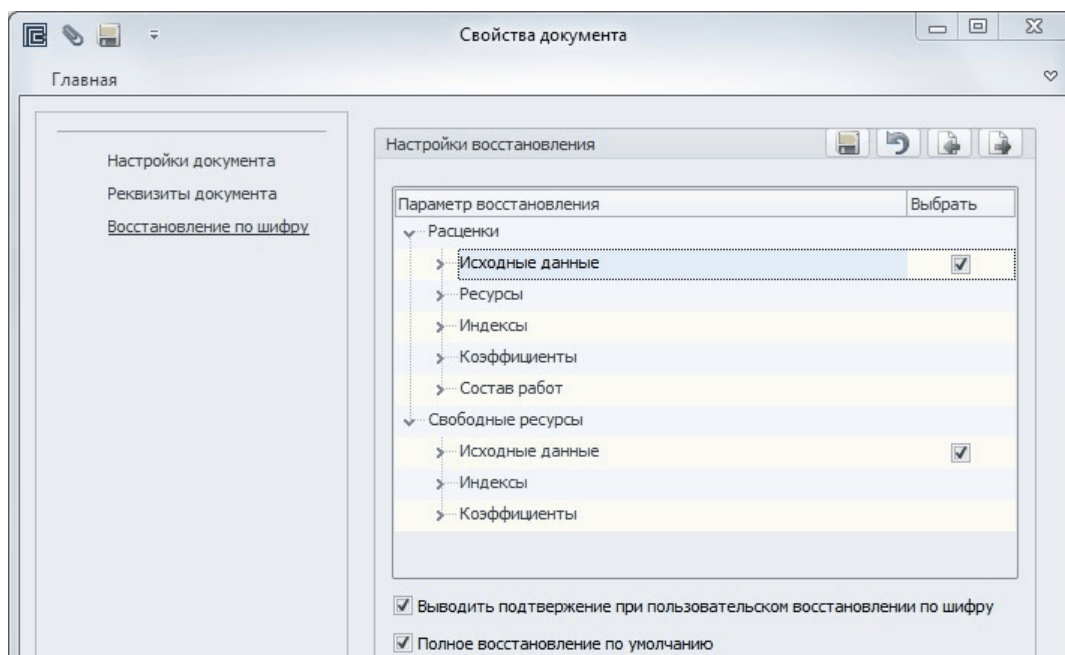 Свойства документа
Главная
Настройки документа
Реквизиты документа
Восстановление по шифру
Настройки восстановления
Параметр восстановления Выбрать
Расценки
Исходные данные
Ресурсы
Индексы
Коэффициенты
Состав работ
Свободные ресурсы
Исходные данные
Индексы
Коэффициенты
Выводить подтвержение при пользовательском восстановлении по шифру
Полное восстановление по умолчанию